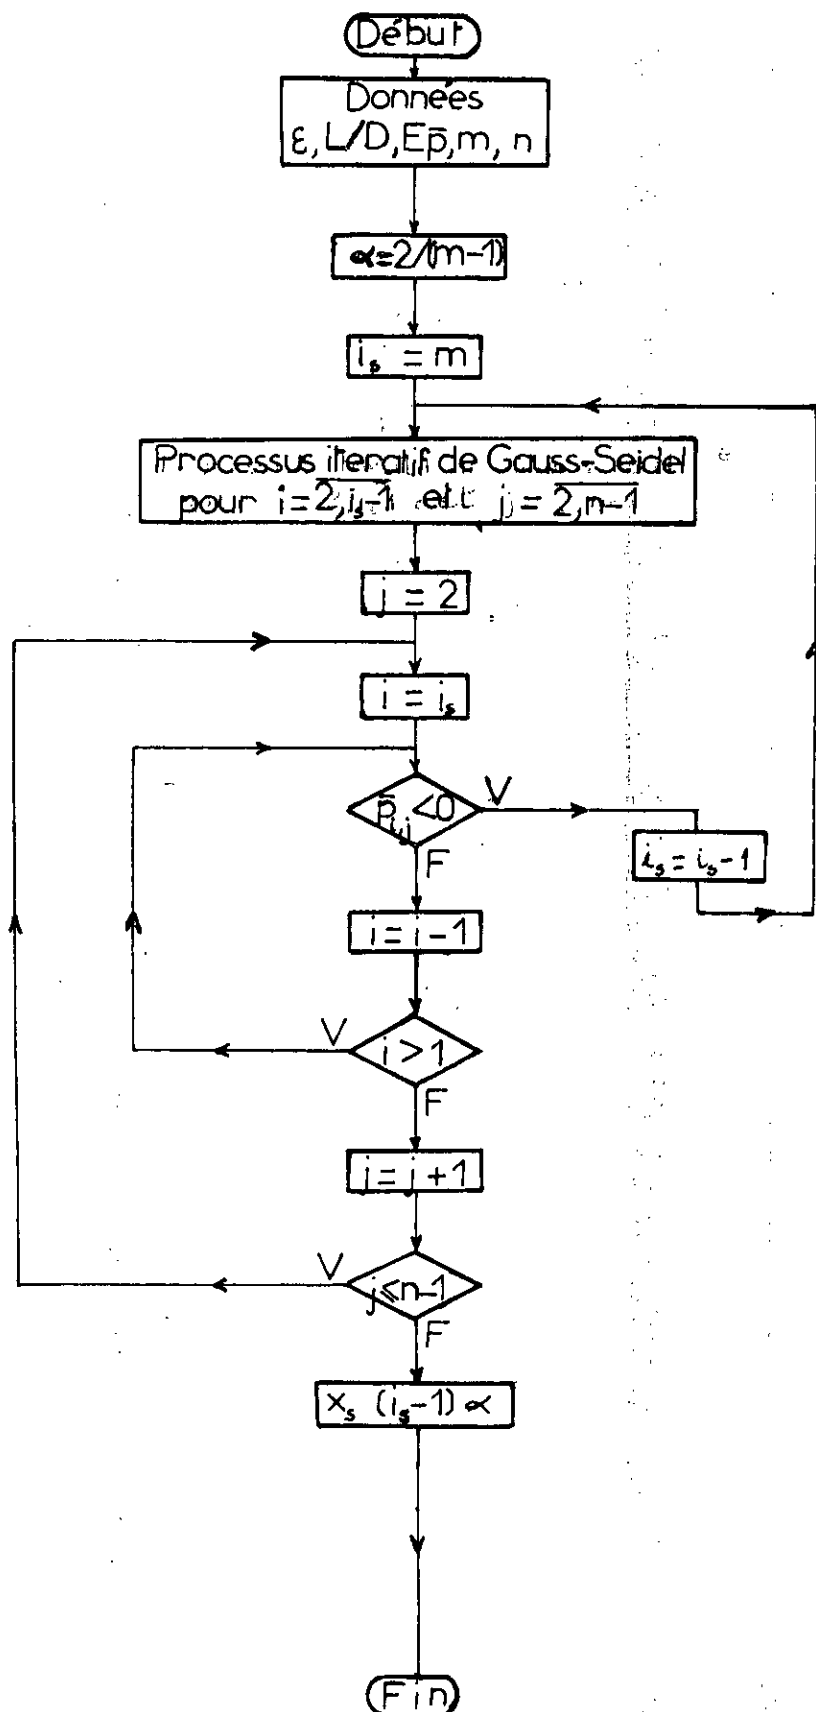 Début
Données
ε, L/D, Ep̄, m, n
α=2/(m-1)
iₛ = m
Processus iteratif de Gauss-Seidel
pour i = 2, iₛ-1 et j = 2, n-1
j = 2
i = iₛ
p̄i,j <0
V
F
iₛ = iₛ-1
i = i-1
V
i > 1
F
j = j+1
V
j≤n-1
F
xₛ (iₛ-1) α
Fin